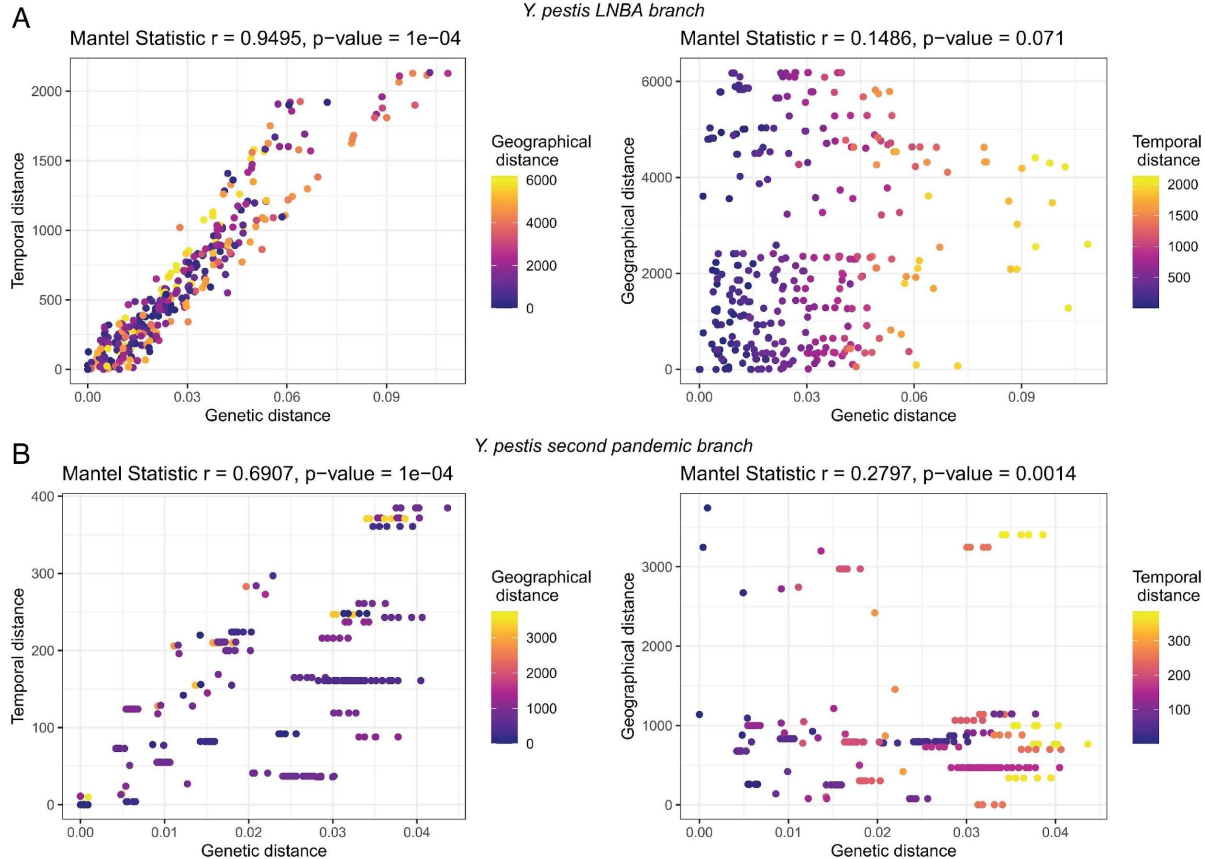 A
Y. pestis LNBA branch
Mantel Statistic r = 0.9495, p−value = 1e−04
Temporal distance
2000
1500
1000
500
0
0.00 0.03 0.06 0.09
Genetic distance
Geographical
distance
6000
4000
2000
0
Mantel Statistic r = 0.1486, p−value = 0.071
Geographical distance
6000
4000
2000
0
0.00 0.03 0.06 0.09
Genetic distance
Temporal
distance
2000
1500
1000
500
B
Y. pestis second pandemic branch
Mantel Statistic r = 0.6907, p−value = 1e−04
Temporal distance
400
300
200
100
0
0.00 0.01 0.02 0.03 0.04
Genetic distance
Geographical
distance
3000
2000
1000
0
Mantel Statistic r = 0.2797, p−value = 0.0014
Geographical distance
3000
2000
1000
0
0.00 0.01 0.02 0.03 0.04
Genetic distance
Temporal
distance
300
200
100